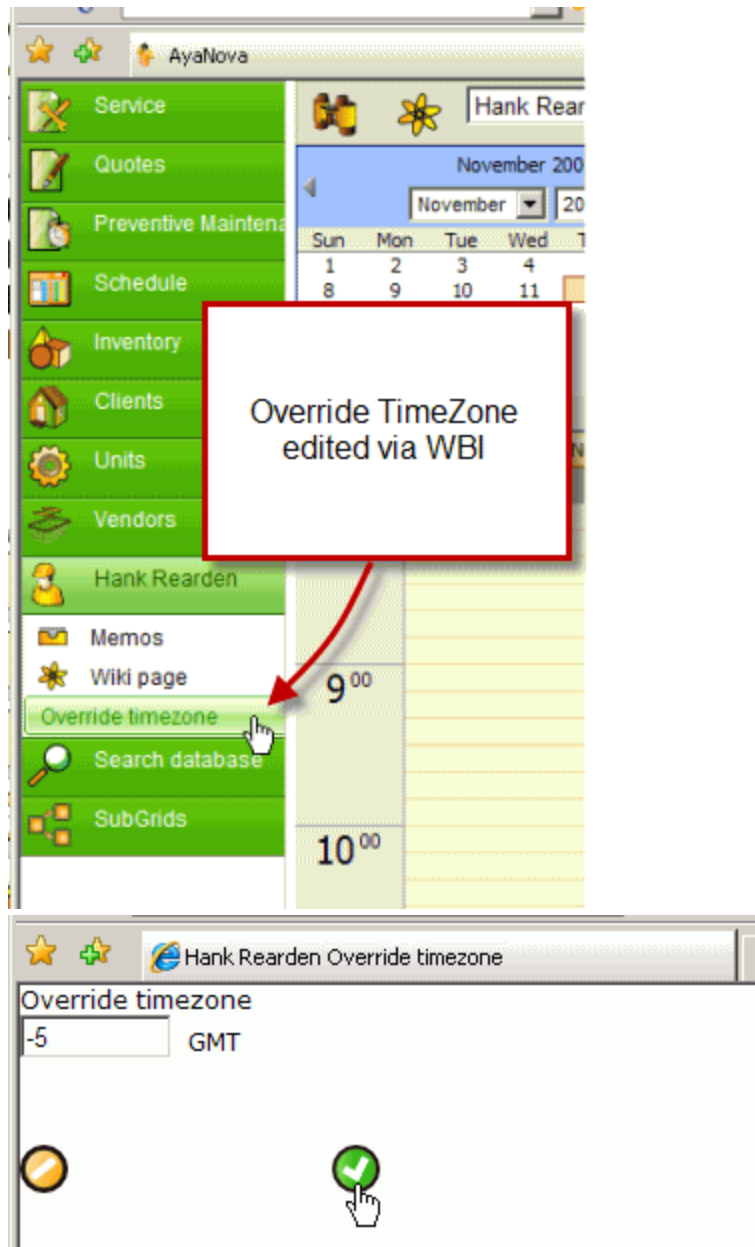 AyaNova
Service
Quotes
Preventive Maintena
Schedule
Inventory
Clients
Units
Vendors
Hank Rearden
Memos
Wiki page
Override timezone
Search database
SubGrids
Hank Rear
November 200
November 20
Sun Mon Tue Wed T
1 2 3 4
8 9 10 11
Override TimeZone
edited via WBI
N
9 00
10 00
Hank Rearden Override timezone
Override timezone
-5 GMT